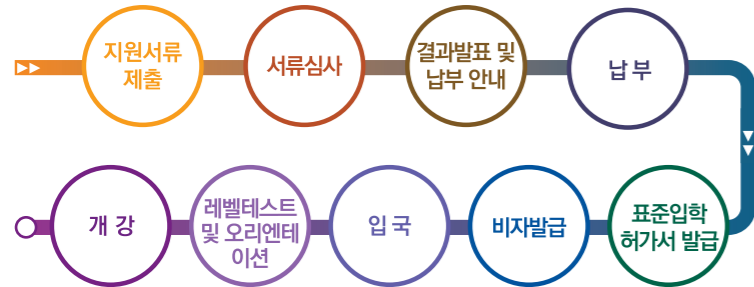 지원서류
제출
서류심사
결과발표 및
납부 안내
납 부
표준입학
허가서 발급
비자발급
입 국
레벨테스트
및 오리엔테
이션
개 강